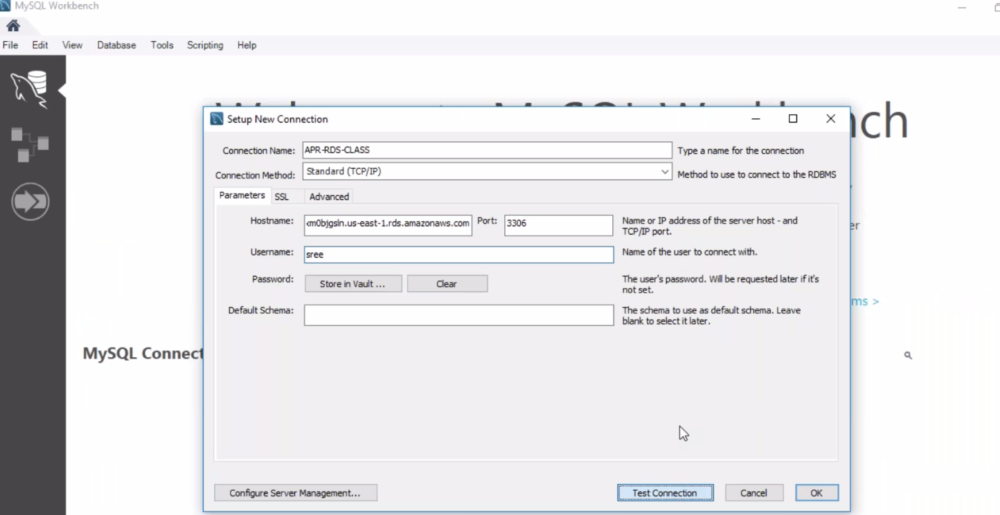 MySQL Workbench
File Edit View Database Tools Scripting Help
Setup New Connection
Connection Name: APR-RDS-CLASS Type a name for the connection
Connection Method: Standard (TCP/IP) Method to use to connect to the RDBMS
Parameters SSL Advanced
Hostname: m0bjgsln.us-east-1.rds.amazonaws.com Port: 3306 Name or IP address of the server host - and
TCP/IP port.
Username: sree Name of the user to connect with.
Password: Store in Vault ... Clear The user's password. Will be requested later if it's
not set.
Default Schema: The schema to use as default schema. Leave
blank to select it later.
ms >
MySQL Connect
Configure Server Management... Test Connection Cancel OK